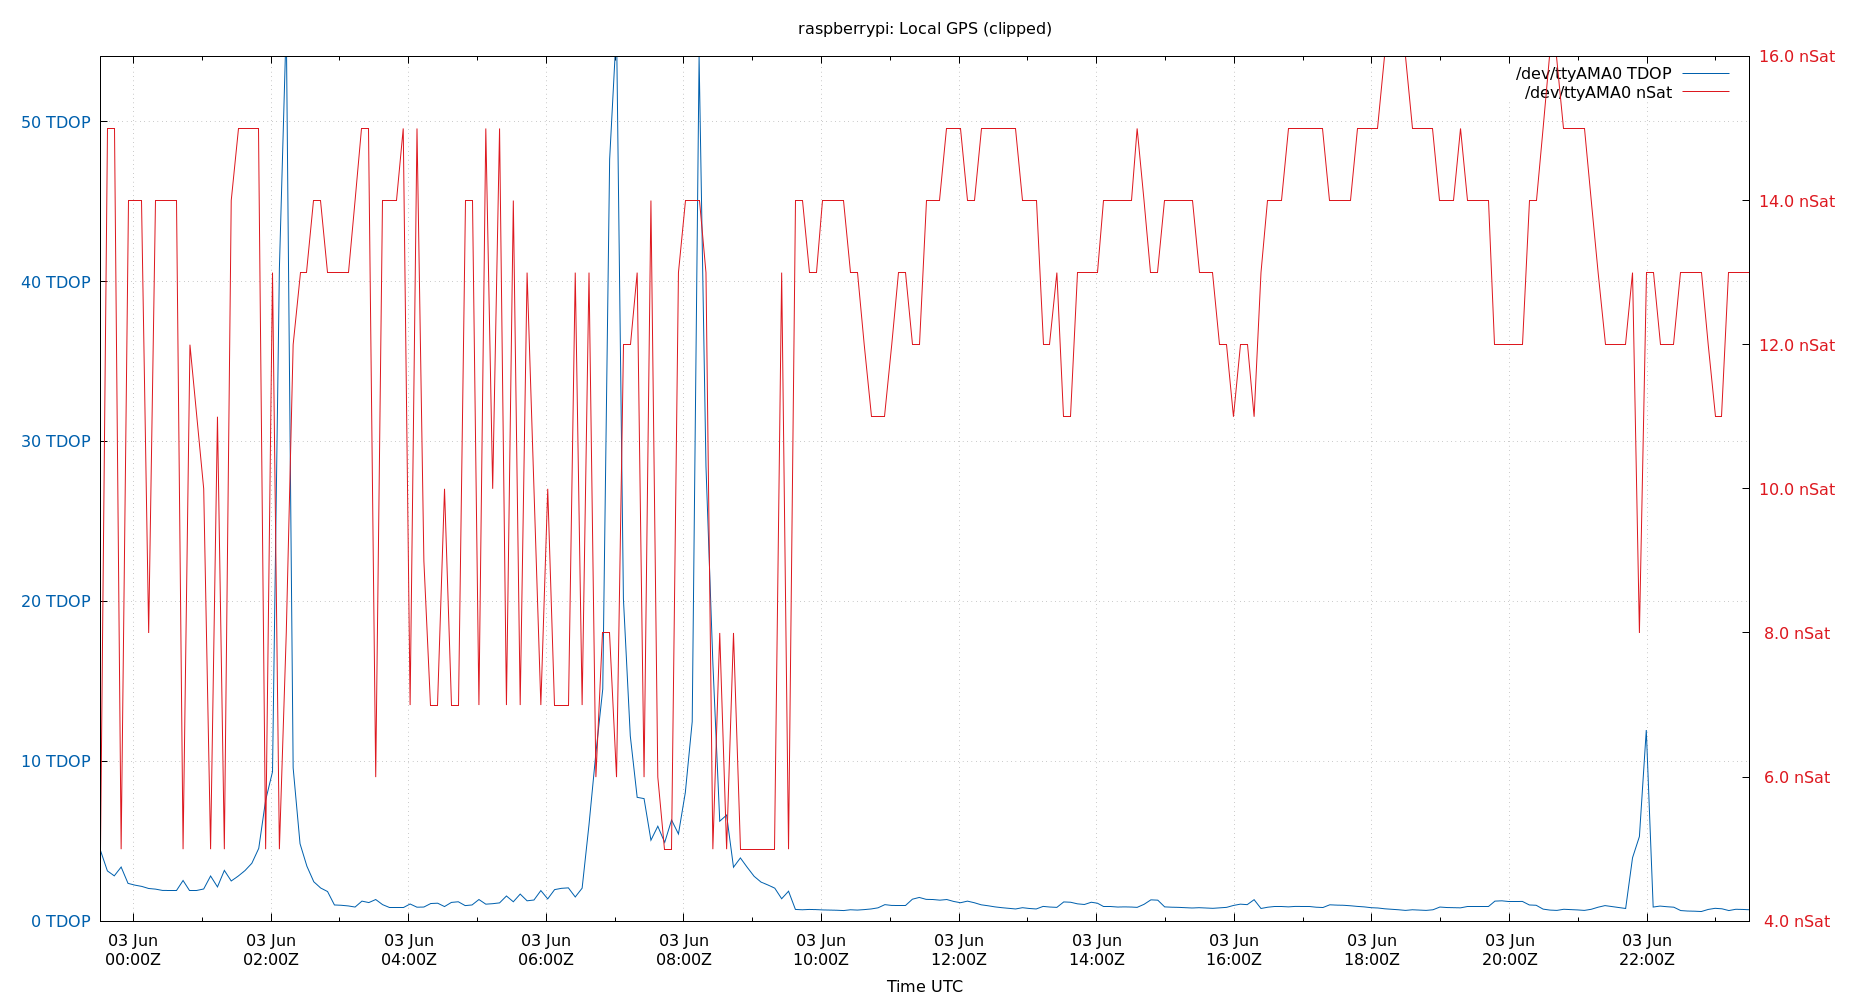 raspberrypi: Local GPS (clipped)
/dev/ttyAMA0 TDOP
/dev/ttyAMA0 nSat
50 TDOP
40 TDOP
30 TDOP
20 TDOP
10 TDOP
0 TDOP
16.0 nSat
14.0 nSat
12.0 nSat
10.0 nSat
8.0 nSat
6.0 nSat
4.0 nSat
03 Jun 03 Jun 03 Jun 03 Jun 03 Jun 03 Jun 03 Jun 03 Jun 03 Jun 03 Jun 03 Jun 03 Jun
00:00Z 02:00Z 04:00Z 06:00Z 08:00Z 10:00Z 12:00Z 14:00Z 16:00Z 18:00Z 20:00Z 22:00Z
Time UTC